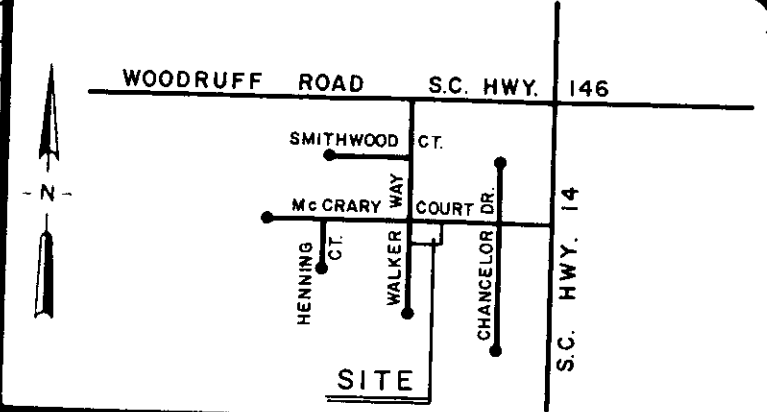 WOODRUFF ROAD S.C. HWY. 146
SMITHWOOD CT.
- N -
McCRARY COURT
WALKER WAY
HENNING CT.
CHANCELOR DR.
S.C. HWY. 14
SITE